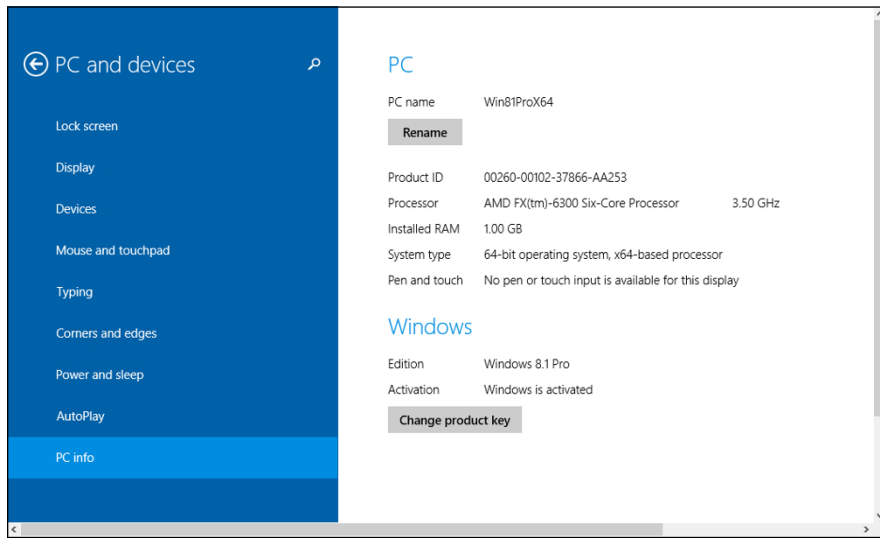 PC and devices
Lock screen
Display
Devices
Mouse and touchpad
Typing
Corners and edges
Power and sleep
AutoPlay
PC info
PC
PC name Win81ProX64
Rename
Product ID 00260-00102-37866-AA253
Processor AMD FX(tm)-6300 Six-Core Processor 3.50 GHz
Installed RAM 1.00 GB
System type 64-bit operating system, x64-based processor
Pen and touch No pen or touch input is available for this display
Windows
Edition Windows 8.1 Pro
Activation Windows is activated
Change product key